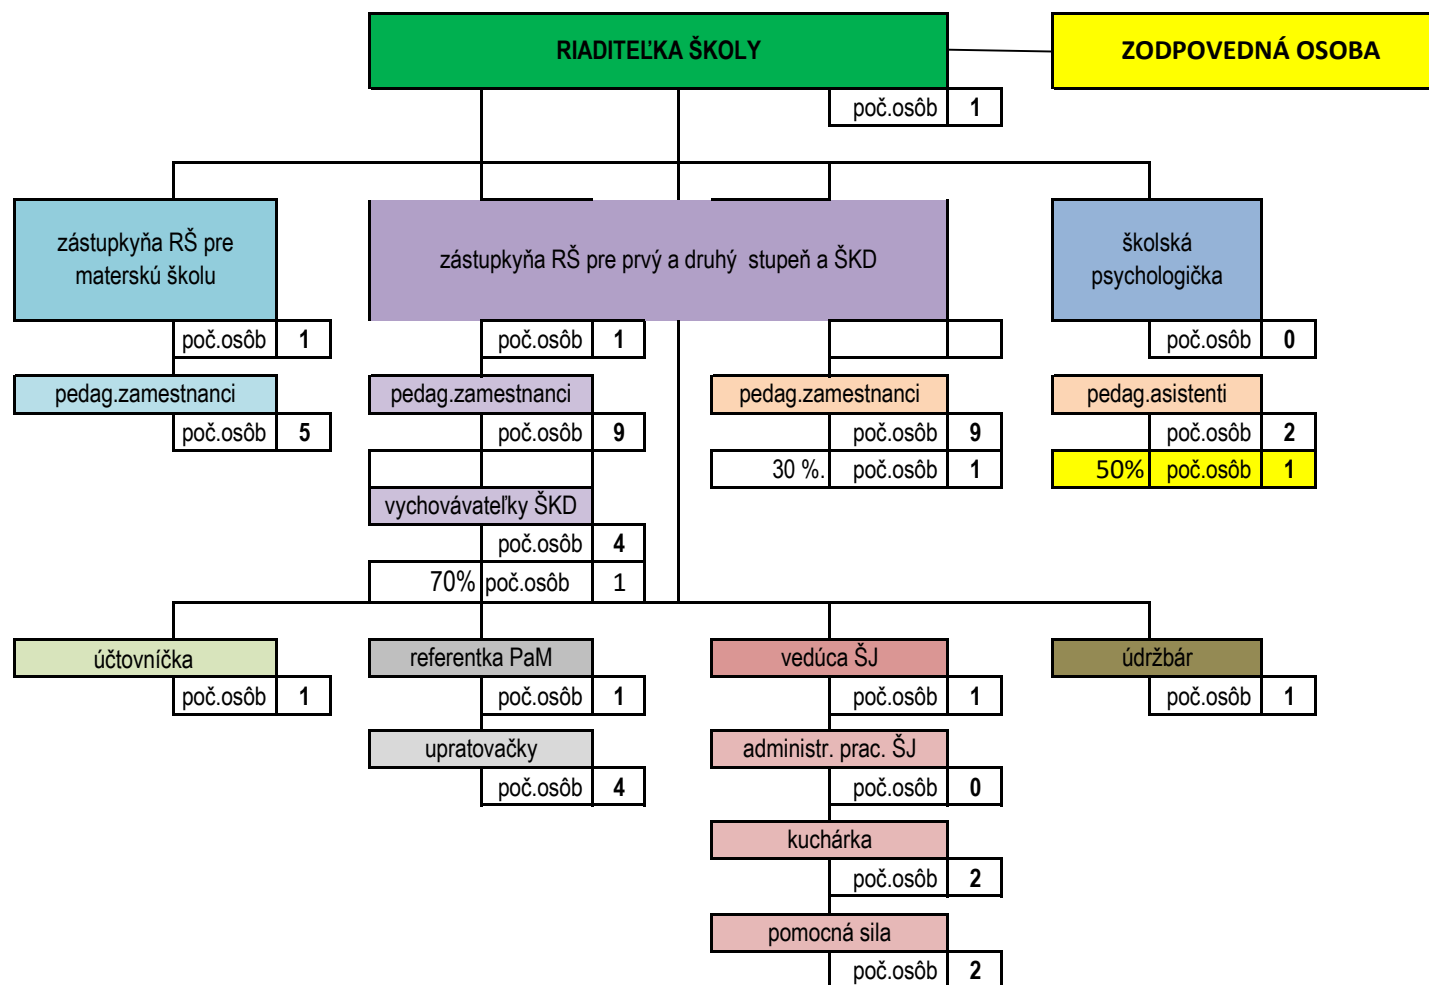 RIADITEĽKA ŠKOLY
ZODPOVEDNÁ OSOBA
poč.osôb 1
zástupkyňa RŠ pre
materskú školu
zástupkyňa RŠ pre prvý a druhý stupeň a ŠKD
školská
psychologička
poč.osôb 1
poč.osôb 1
poč.osôb 0
pedag.zamestnanci
pedag.zamestnanci
pedag.zamestnanci
pedag.asistenti
poč.osôb 5
poč.osôb 9
poč.osôb 9
poč.osôb 2
30 %. poč.osôb 1
50% poč.osôb 1
vychovávateľky ŠKD
poč.osôb 4
70% poč.osôb 1
účtovníčka
referentka PaM
vedúca ŠJ
údržbár
poč.osôb 1
poč.osôb 1
poč.osôb 1
poč.osôb 1
upratovačky
administr. prac. ŠJ
poč.osôb 4
poč.osôb 0
kuchárka
poč.osôb 2
pomocná sila
poč.osôb 2